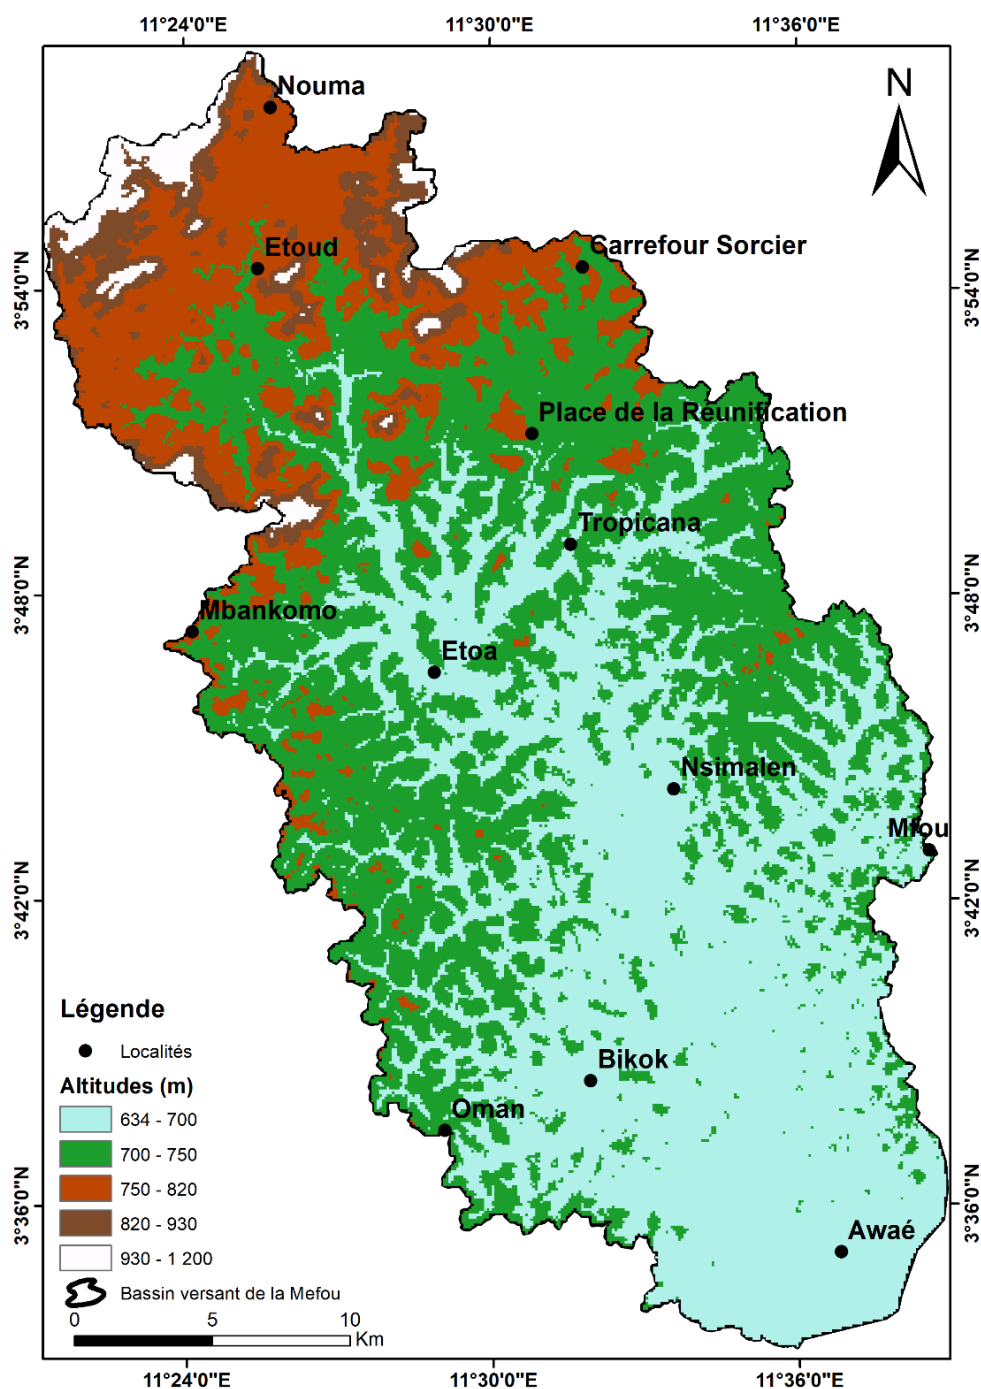 11°24'0"E 11°30'0"E 11°36'0"E
N
Nouma
Etoud
Carrefour Sorcier
3°54'0"N 3°54'0"N
Place de la Réunification
Tropicana
3°48'0"N 3°48'0"N
Mbankomo
Etoa
Nsimalen
Mfou
3°42'0"N 3°42'0"N
Légende
Localités
Altitudes (m)
634 - 700
700 - 750
750 - 820
820 - 930
930 - 1 200
Bassin versant de la Mefou
0 5 10
Km
Bikok
Oman
3°36'0"N 3°36'0"N
Awaé
11°24'0"E 11°30'0"E 11°36'0"E